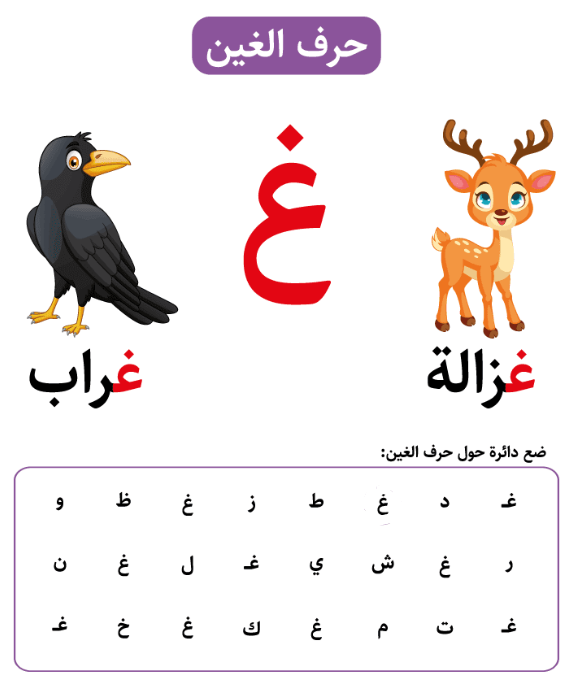 حرف الغين
غ
غزالة
غراب
ضع دائرة حول حرف الغين:
غـ د غ ط ز غ ظ و
ر غ ش ي غـ ل غ ن
غـ ت م غ ك غ خ غـ